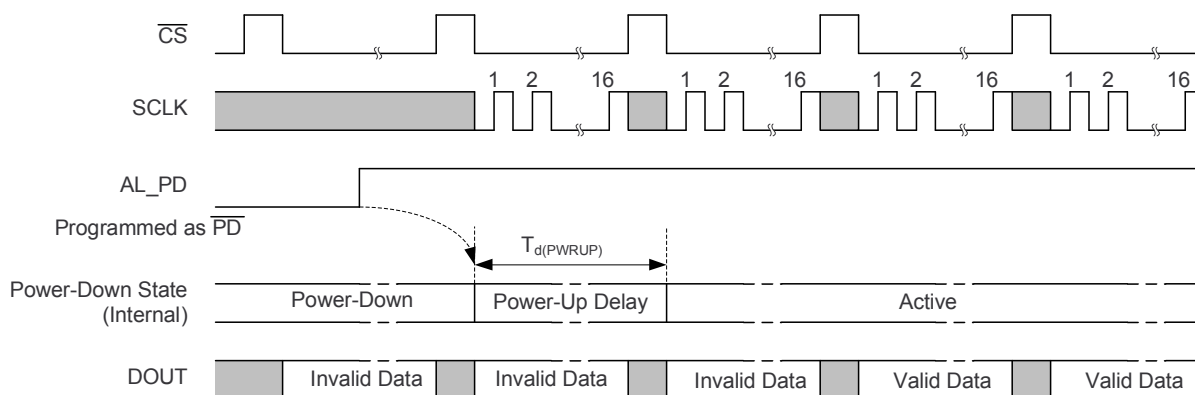 CS
1 2 16 1 2 16 1 2 16 1 2 16
SCLK
AL_PD
Programmed as PD
Td(PWRUP)
Power-Down State
(Internal)
Power-Down Power-Up Delay Active
DOUT Invalid Data Invalid Data Invalid Data Valid Data Valid Data